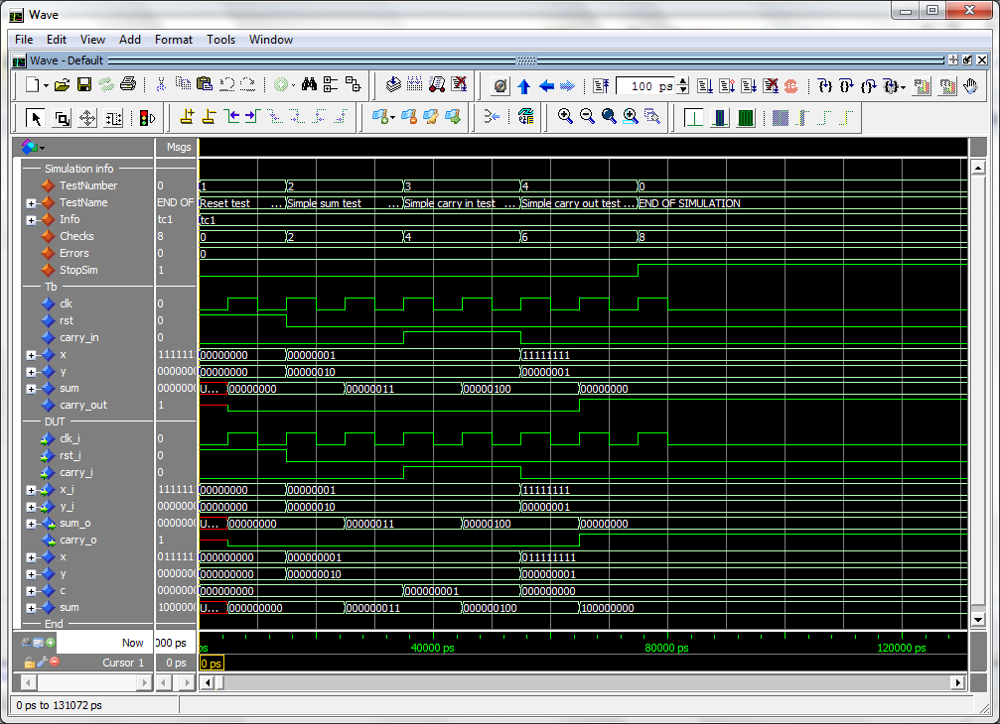 Wave
File Edit View Add Format Tools Window
Wave - Default
100 ps
Msgs
Simulation info
TestNumber 0 1 2 3 4 0
TestName END OF Reset test ... Simple sum test ... Simple carry in test ... Simple carry out test ... END OF SIMULATION
Info tc1 tc1
Checks 8 0 2 4 6 8
Errors 0 0
StopSim 1
Tb
clk 0
rst 0
carry_in 0
x 111111 00000000 00000001 11111111
y 0000000 00000000 00000010 00000001
sum 0000000 U... 00000000 00000011 00000100 00000000
carry_out 1
DUT
clk_i 0
rst_i 0
carry_i 0
x_i 111111 00000000 00000001 11111111
y_i 0000000 00000000 00000010 00000001
sum_o 0000000 U... 00000000 00000011 00000100 00000000
carry_o 1
x 011111 000000000 000000001 011111111
y 0000000 000000000 000000010 000000001
c 0000000 000000000 000000001 000000000
sum 1000000 U... 000000000 000000011 000000100 100000000
End
Now 000 ps ps 40000 ps 80000 ps 120000 ps
Cursor 1 0 ps 0 ps
0 ps to 131072 ps